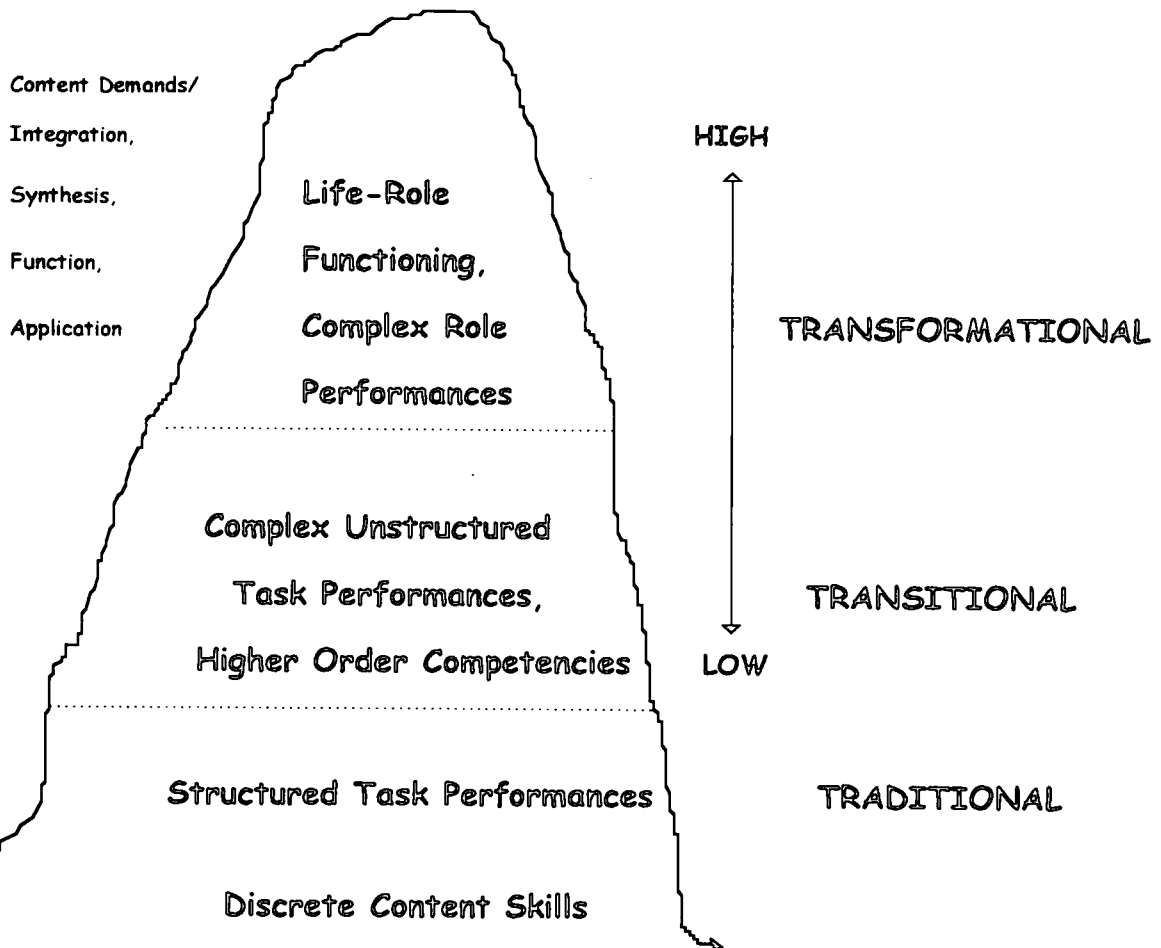 Content Demands/
Integration,
HIGH
Synthesis,
Life-Role
Function,
Functioning,
Application
Complex Role
TRANSFORMATIONAL
Performances
Complex Unstructured
Task Performances,
TRANSITIONAL
Higher Order Competencies
LOW
Structured Task Performances
TRADITIONAL
Discrete Content Skills